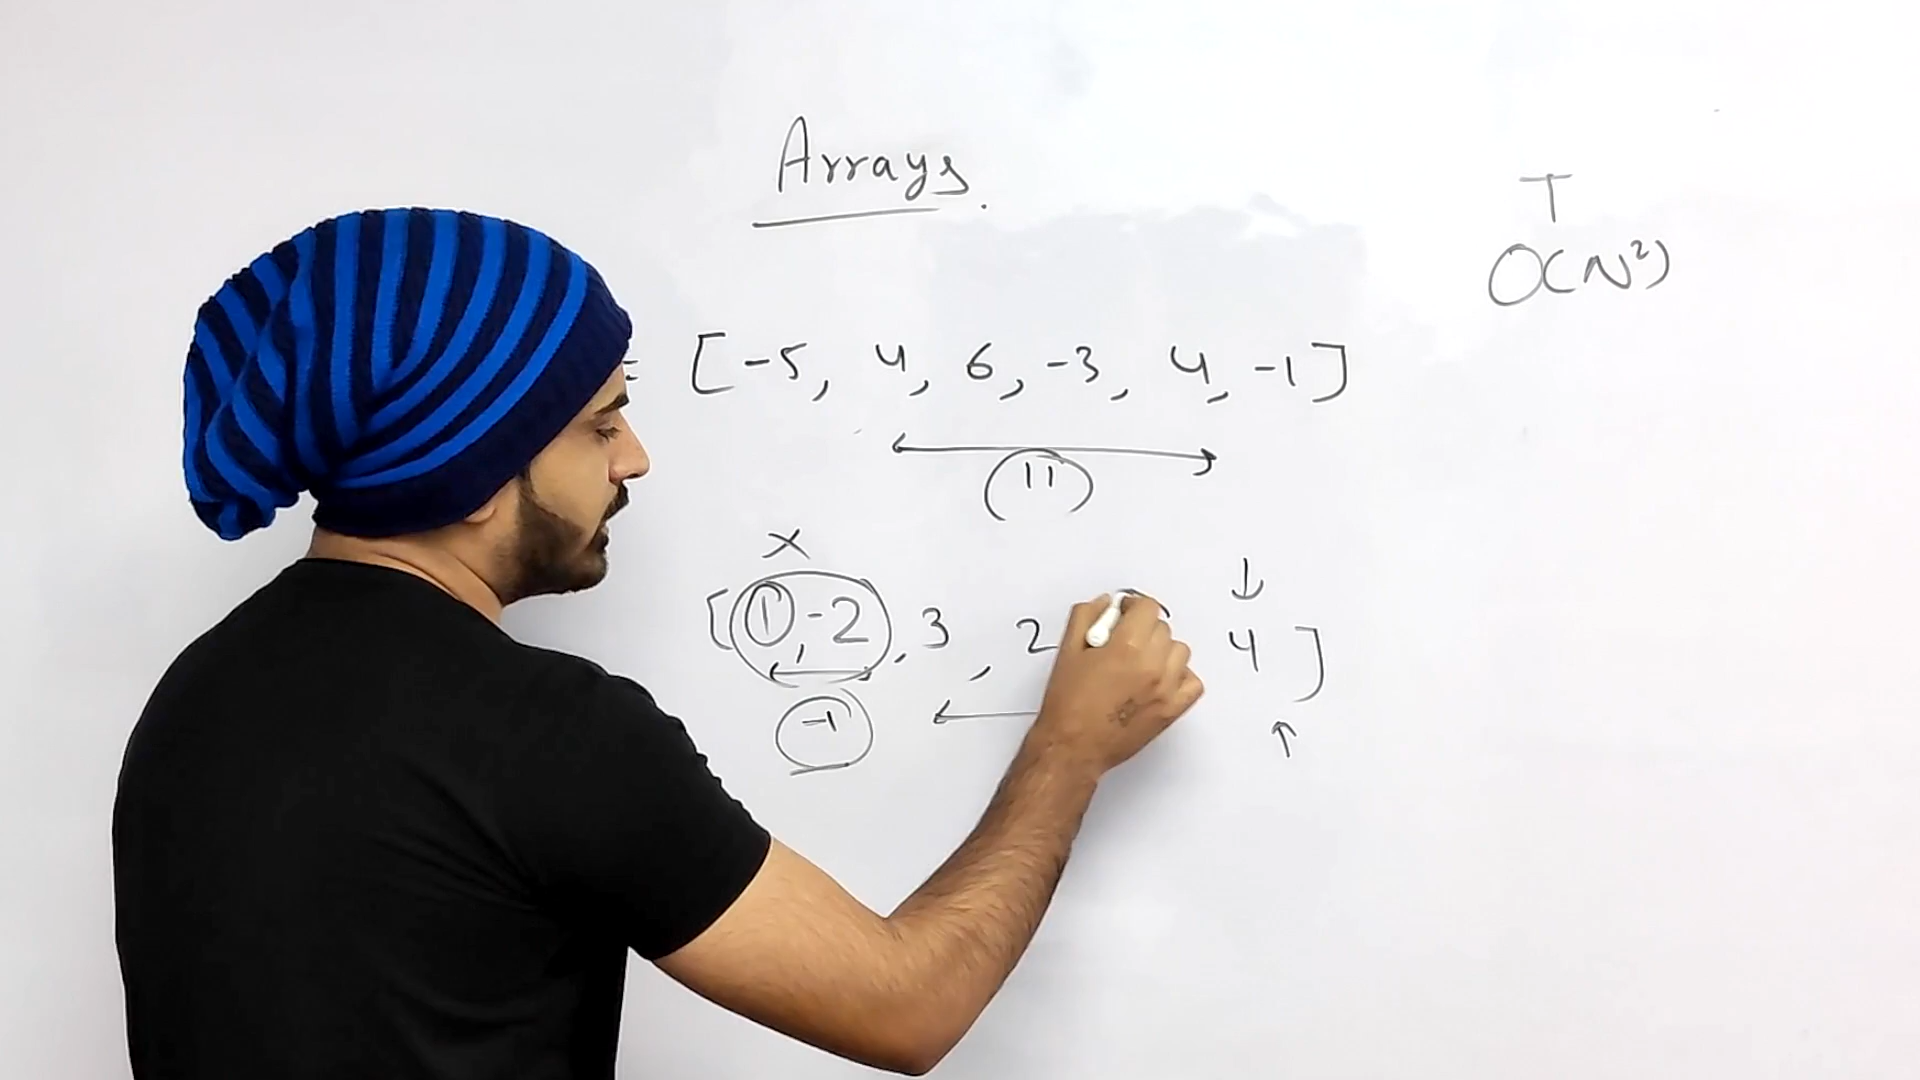 Arrays.
T
O(N²)
= [-5, 4, 6, -3, 4, -1]
11
x
[1, -2, 3, 2 4]
-1